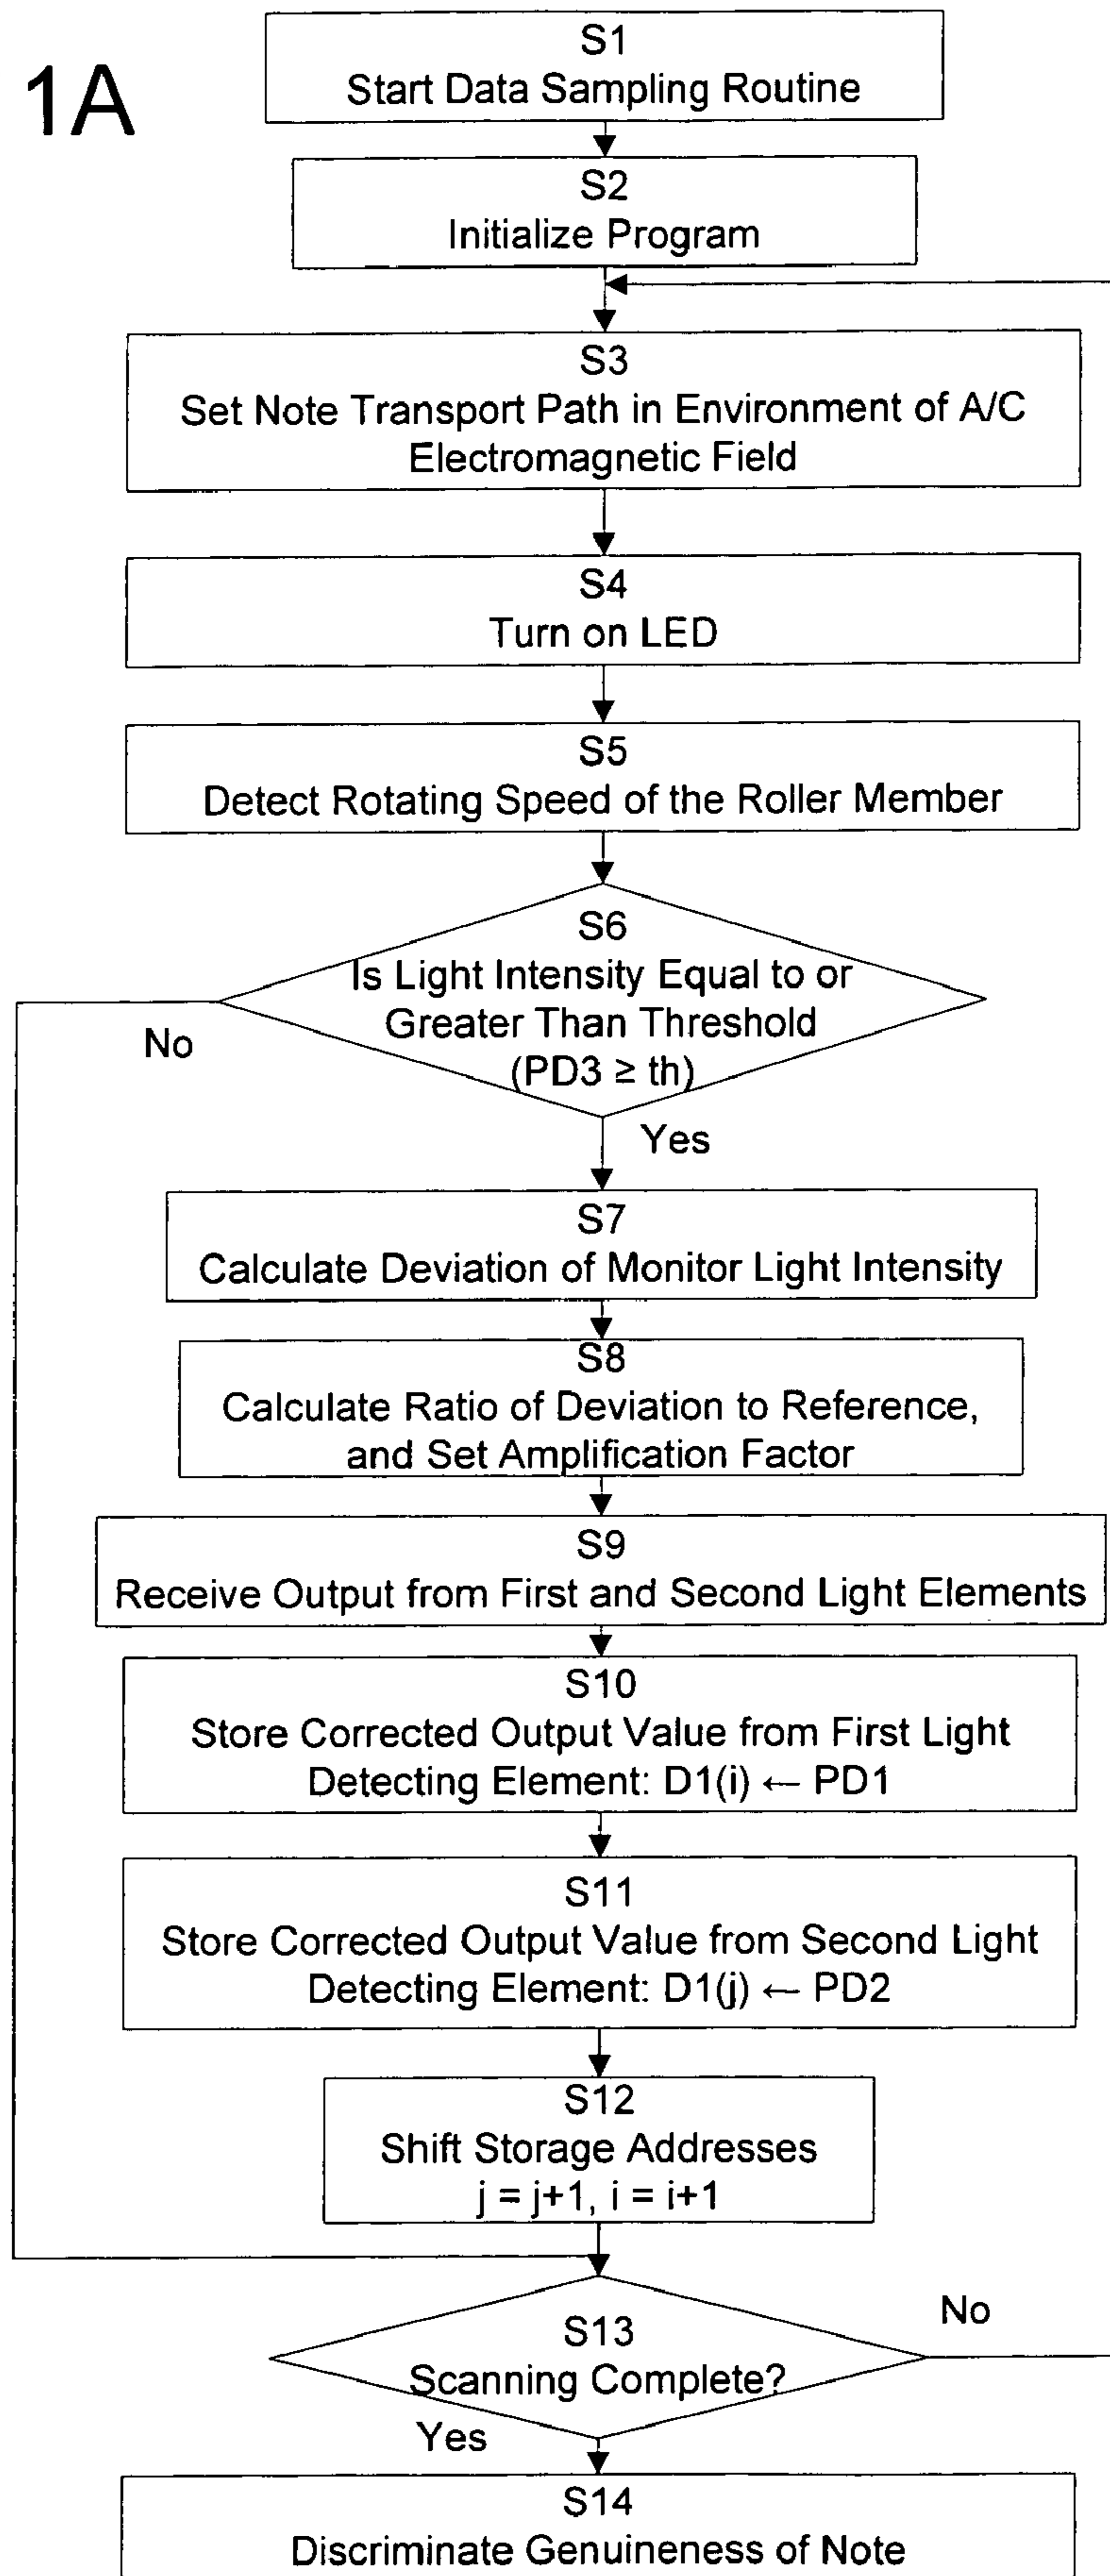 1A
S1
Start Data Sampling Routine
S2
Initialize Program
S3
Set Note Transport Path in Environment of A/C
Electromagnetic Field
S4
Turn on LED
S5
Detect Rotating Speed of the Roller Member
S6
Is Light Intensity Equal to or
Greater Than Threshold
(PD3 ≥ th)
No
Yes
S7
Calculate Deviation of Monitor Light Intensity
S8
Calculate Ratio of Deviation to Reference,
and Set Amplification Factor
S9
Receive Output from First and Second Light Elements
S10
Store Corrected Output Value from First Light
Detecting Element: D1(i) ← PD1
S11
Store Corrected Output Value from Second Light
Detecting Element: D1(j) ← PD2
S12
Shift Storage Addresses
j = j+1, i = i+1
S13
Scanning Complete?
No
Yes
S14
Discriminate Genuineness of Note